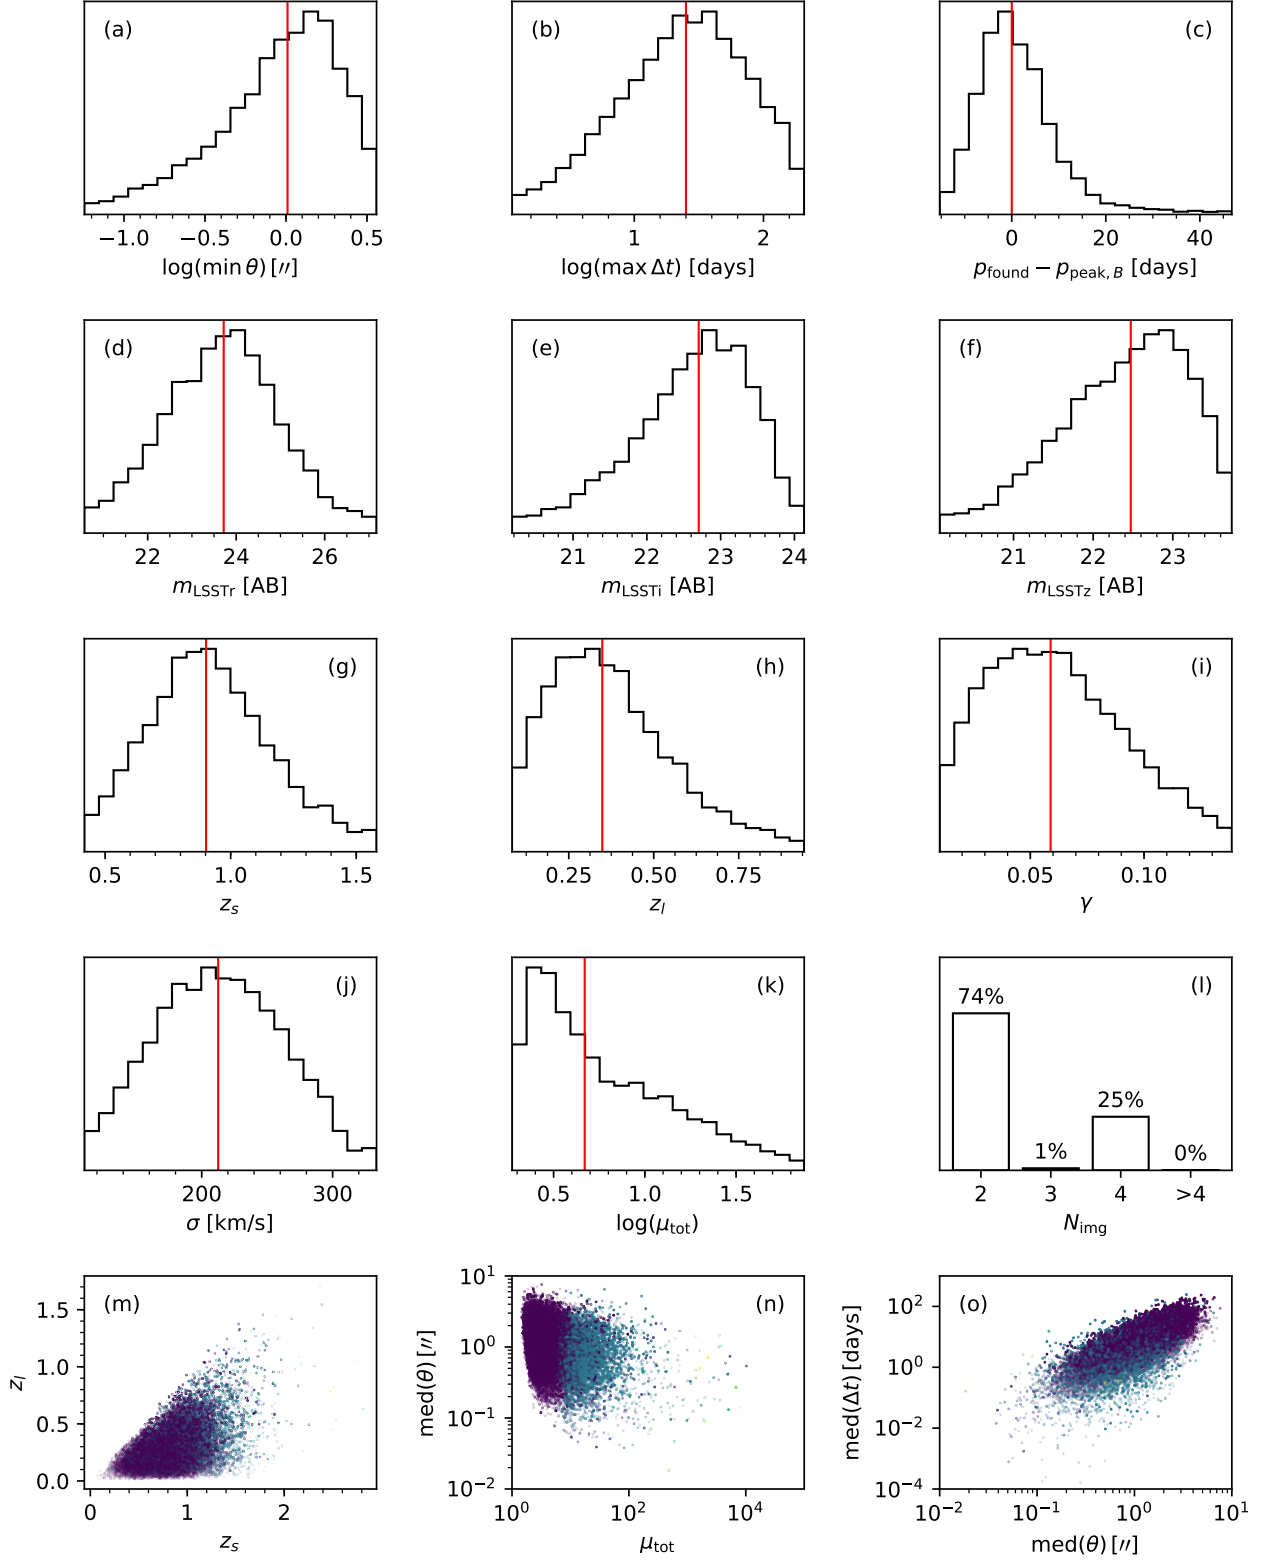 (a) (b) (c)
−1.0 −0.5 0.0 0.5 1 2 0 20 40
log(min θ) [″] log(max Δt) [days] p_found − p_peak, B [days]
(d) (e) (f)
22 24 26 21 22 23 24 21 22 23
m_LSSTr [AB] m_LSSTi [AB] m_LSSTz [AB]
(g) (h) (i)
0.5 1.0 1.5 0.25 0.50 0.75 0.05 0.10
z_s z_l γ
(j) (k) (l)
74%
25%
1% 0%
200 300 0.5 1.0 1.5 2 3 4 >4
σ [km/s] log(μ_tot) N_img
(m) (n) (o)
1.5 1.0 0.5 0.0 10^1 10^0 10^−1 10^−2 10^2 10^0 10^−2 10^−4
z_l med(θ) [″] med(Δt) [days]
0 1 2 10^0 10^2 10^4 10^−2 10^−1 10^0 10^1
z_s μ_tot med(θ) [″]